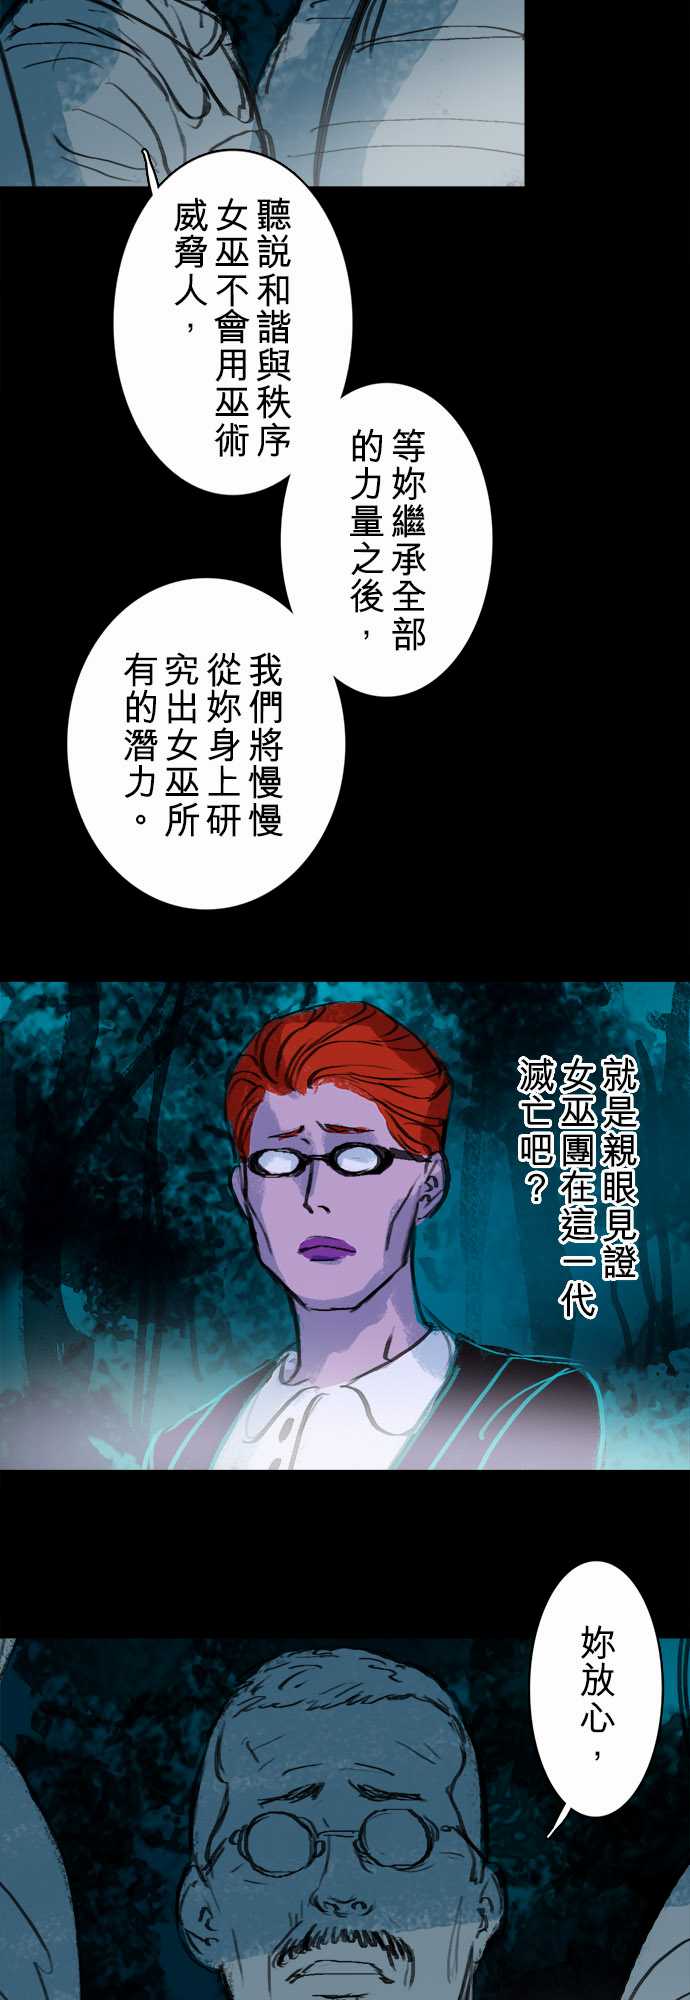 聽説和諧與秩序
女巫不會用巫術
威脅人，
等妳繼承全部
的力量之後，
我們將慢慢
從妳身上研
究出女巫所
有的潛力。
就是親眼見證
女巫團在這一代
滅亡吧？
妳放心，